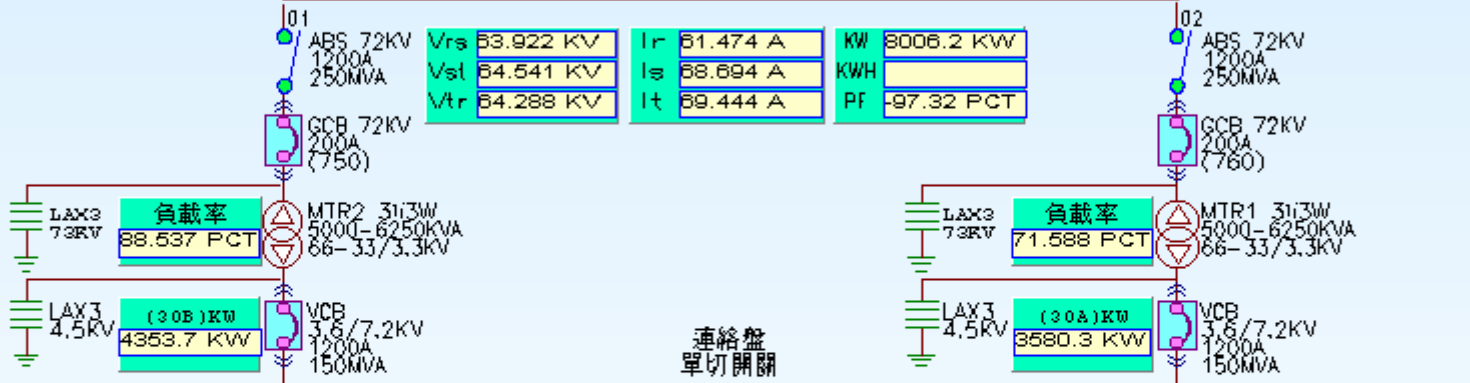 01
ABS 72KV
1200A
250MVA
Vrs 63.922 KV
Vst 64.541 KV
Vtr 64.288 KV
Ir 61.474 A
Is 68.694 A
It 69.444 A
KW 8006.2 KW
KWH
PF -97.32 PCT
02
ABS 72KV
1200A
250MVA
GCB 72KV
200A
(750)
GCB 72KV
200A
(760)
LAX3
73KV
負載率
88.537 PCT
MTR2
5000-6250KVA
66-33/3.3KV
LAX3
73KV
負載率
71.588 PCT
MTR1
5000-6250KVA
66-33/3.3KV
LAX3
4.5KV
(30B)KW
4353.7 KW
VCB
3.6/7.2KV
1200A
150MVA
連絡盤
單切開關
LAX3
4.5KV
(30A)KW
3580.3 KW
VCB
3.6/7.2KV
1200A
150MVA